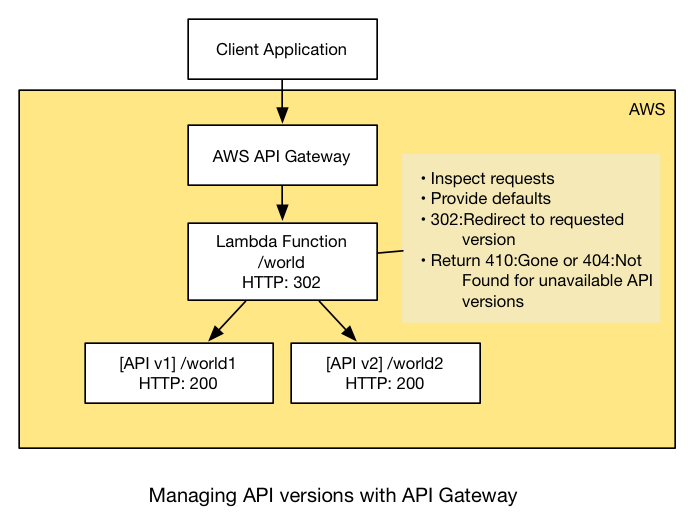 Client Application
AWS
AWS API Gateway
Lambda Function
/world
HTTP: 302
• Inspect requests
• Provide defaults
• 302:Redirect to requested
version
• Return 410:Gone or 404:Not
Found for unavailable API
versions
[API v1] /world1
HTTP: 200
[API v2] /world2
HTTP: 200
Managing API versions with API Gateway